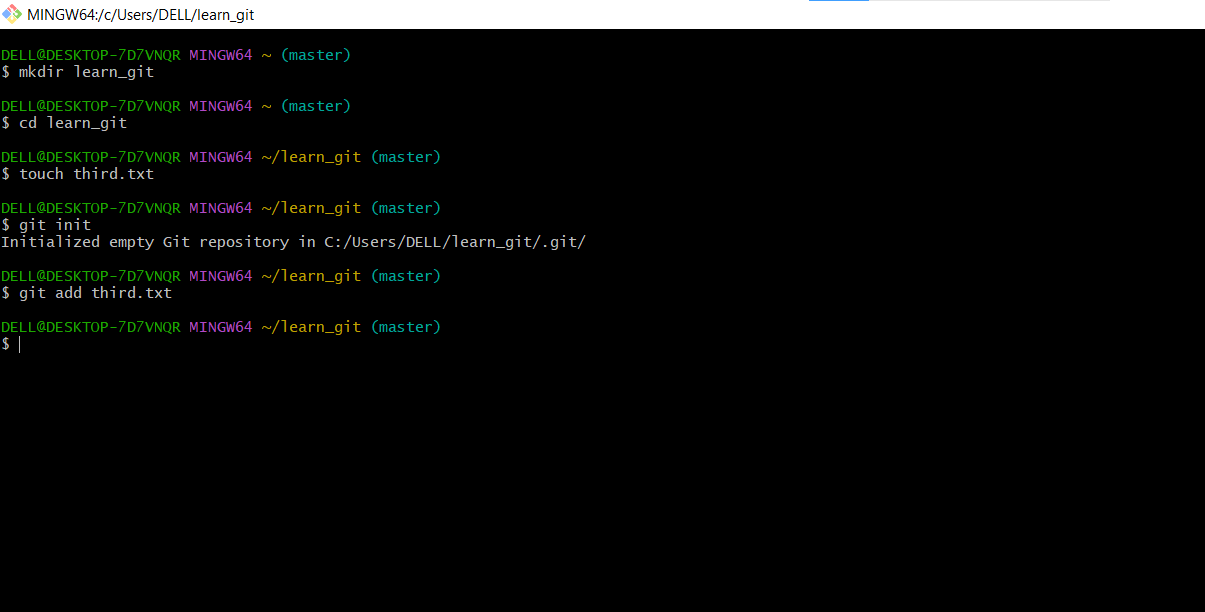 MINGW64:/c/Users/DELL/learn_git
DELL@DESKTOP-7D7VNQR MINGW64 ~ (master)
$ mkdir learn_git
DELL@DESKTOP-7D7VNQR MINGW64 ~ (master)
$ cd learn_git
DELL@DESKTOP-7D7VNQR MINGW64 ~/learn_git (master)
$ touch third.txt
DELL@DESKTOP-7D7VNQR MINGW64 ~/learn_git (master)
$ git init
Initialized empty Git repository in C:/Users/DELL/learn_git/.git/
DELL@DESKTOP-7D7VNQR MINGW64 ~/learn_git (master)
$ git add third.txt
DELL@DESKTOP-7D7VNQR MINGW64 ~/learn_git (master)
$